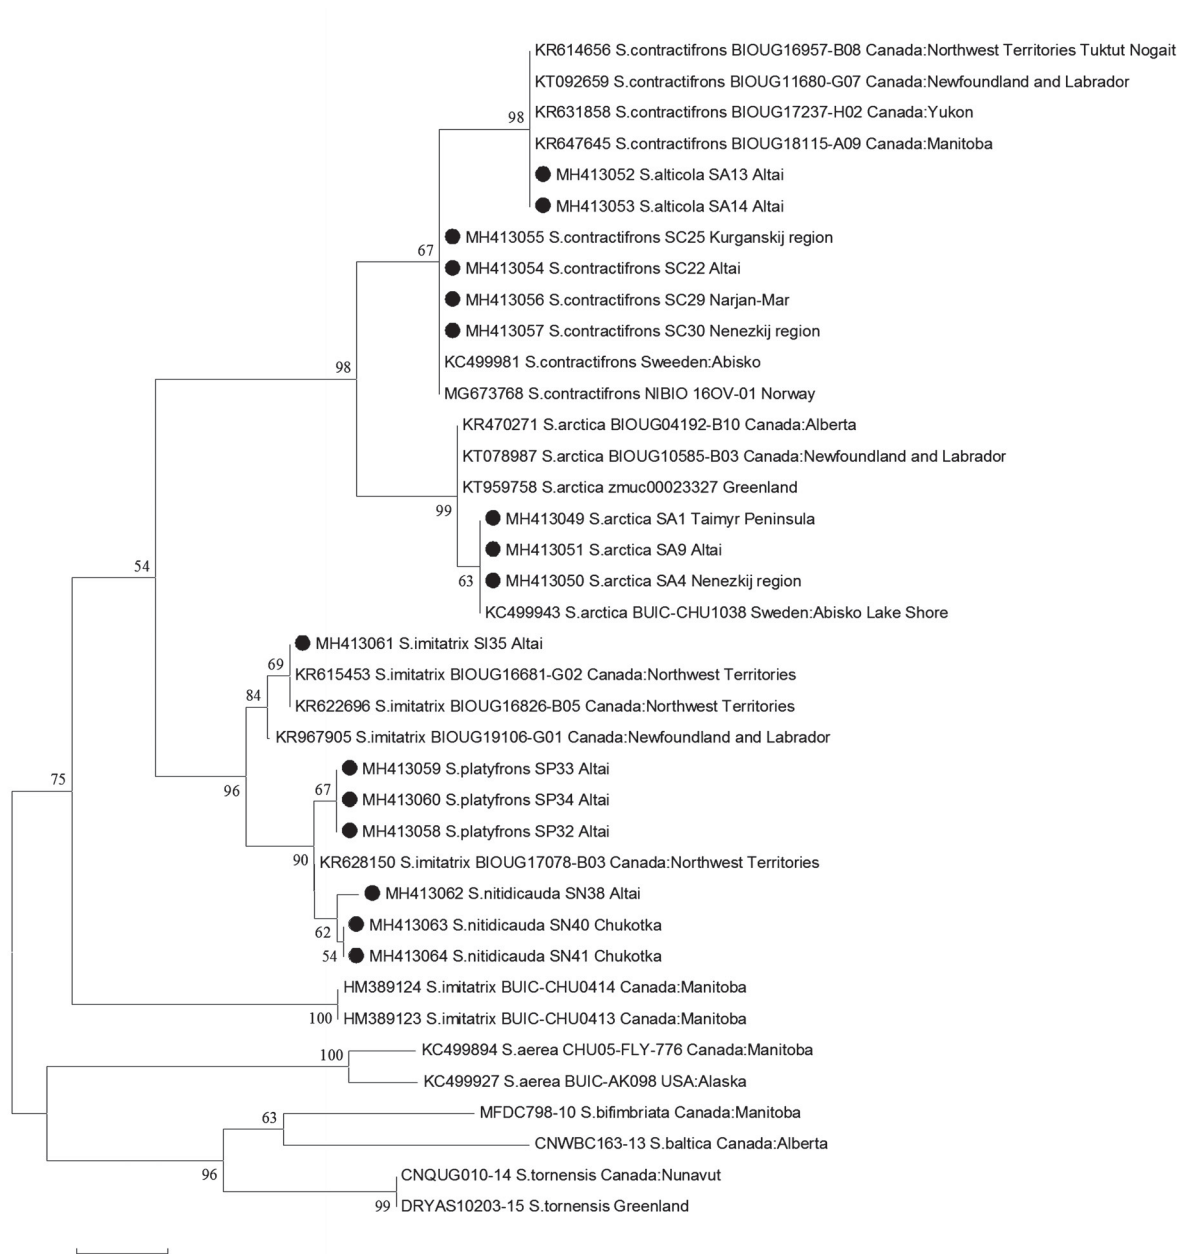 KR614656 S.contractifrons BIOUG16957-B08 Canada:Northwest Territories Tuktut Nogait
KT092659 S.contractifrons BIOUG11680-G07 Canada:Newfoundland and Labrador
KR631858 S.contractifrons BIOUG17237-H02 Canada:Yukon
98
KR647645 S.contractifrons BIOUG18115-A09 Canada:Manitoba
MH413052 S.alticola SA13 Altai
MH413053 S.alticola SA14 Altai
MH413055 S.contractifrons SC25 Kurganskij region
67
MH413054 S.contractifrons SC22 Altai
MH413056 S.contractifrons SC29 Narjan-Mar
MH413057 S.contractifrons SC30 Nenezkij region
KC499981 S.contractifrons Sweeden:Abisko
98
MG673768 S.contractifrons NIBIO 16OV-01 Norway
KR470271 S.arctica BIOUG04192-B10 Canada:Alberta
KT078987 S.arctica BIOUG10585-B03 Canada:Newfoundland and Labrador
KT959758 S.arctica zmuc00023327 Greenland
99
MH413049 S.arctica SA1 Taimyr Peninsula
MH413051 S.arctica SA9 Altai
54
63
MH413050 S.arctica SA4 Nenezkij region
KC499943 S.arctica BUIC-CHU1038 Sweden:Abisko Lake Shore
MH413061 S.imitatrix SI35 Altai
69
KR615453 S.imitatrix BIOUG16681-G02 Canada:Northwest Territories
84
KR622696 S.imitatrix BIOUG16826-B05 Canada:Northwest Territories
KR967905 S.imitatrix BIOUG19106-G01 Canada:Newfoundland and Labrador
MH413059 S.platyfrons SP33 Altai
75
96
67
MH413060 S.platyfrons SP34 Altai
MH413058 S.platyfrons SP32 Altai
90
KR628150 S.imitatrix BIOUG17078-B03 Canada:Northwest Territories
MH413062 S.nitidicauda SN38 Altai
MH413063 S.nitidicauda SN40 Chukotka
62
54
MH413064 S.nitidicauda SN41 Chukotka
HM389124 S.imitatrix BUIC-CHU0414 Canada:Manitoba
100
HM389123 S.imitatrix BUIC-CHU0413 Canada:Manitoba
KC499894 S.aerea CHU05-FLY-776 Canada:Manitoba
100
KC499927 S.aerea BUIC-AK098 USA:Alaska
MFDC798-10 S.bifimbriata Canada:Manitoba
63
CNWBC163-13 S.baltica Canada:Alberta
96
CNQUG010-14 S.tornensis Canada:Nunavut
99
DRYAS10203-15 S.tornensis Greenland